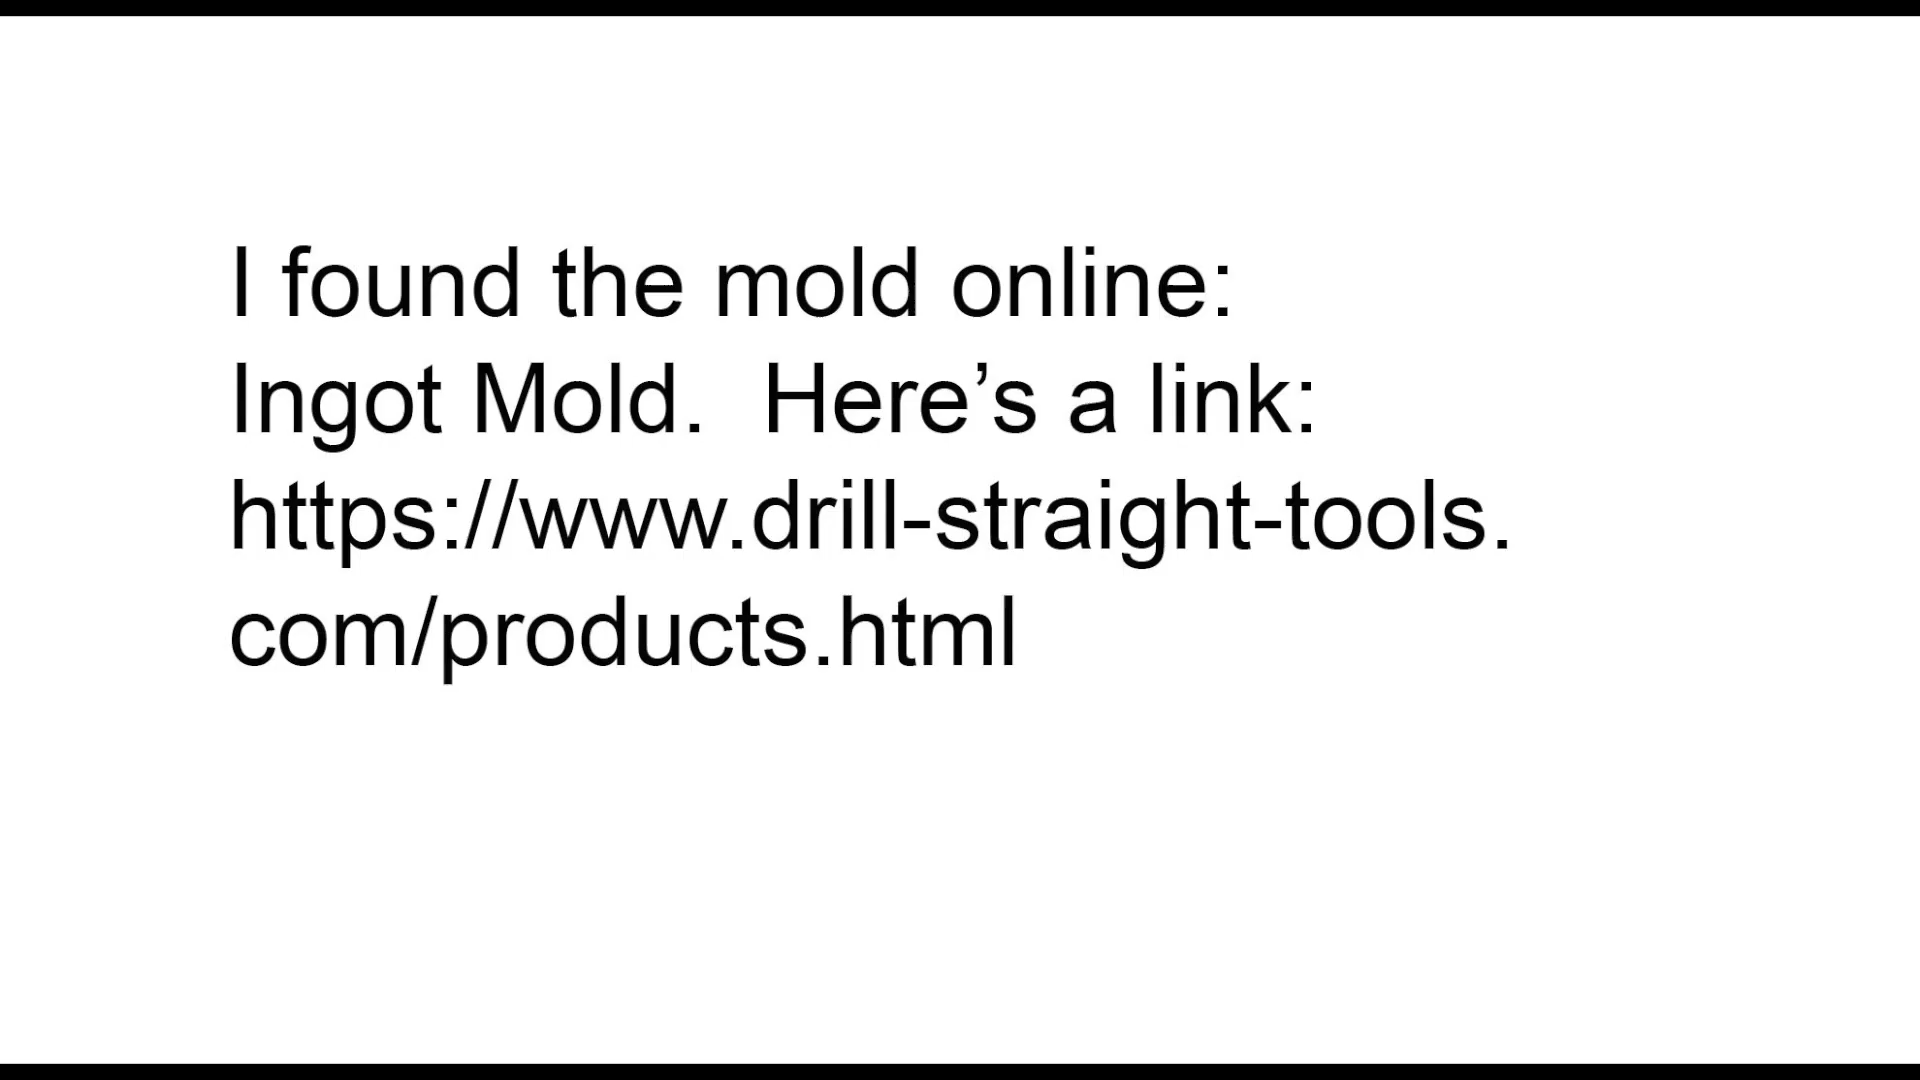 I found the mold online:
Ingot Mold.  Here’s a link:
https://www.drill-straight-tools.
com/products.html